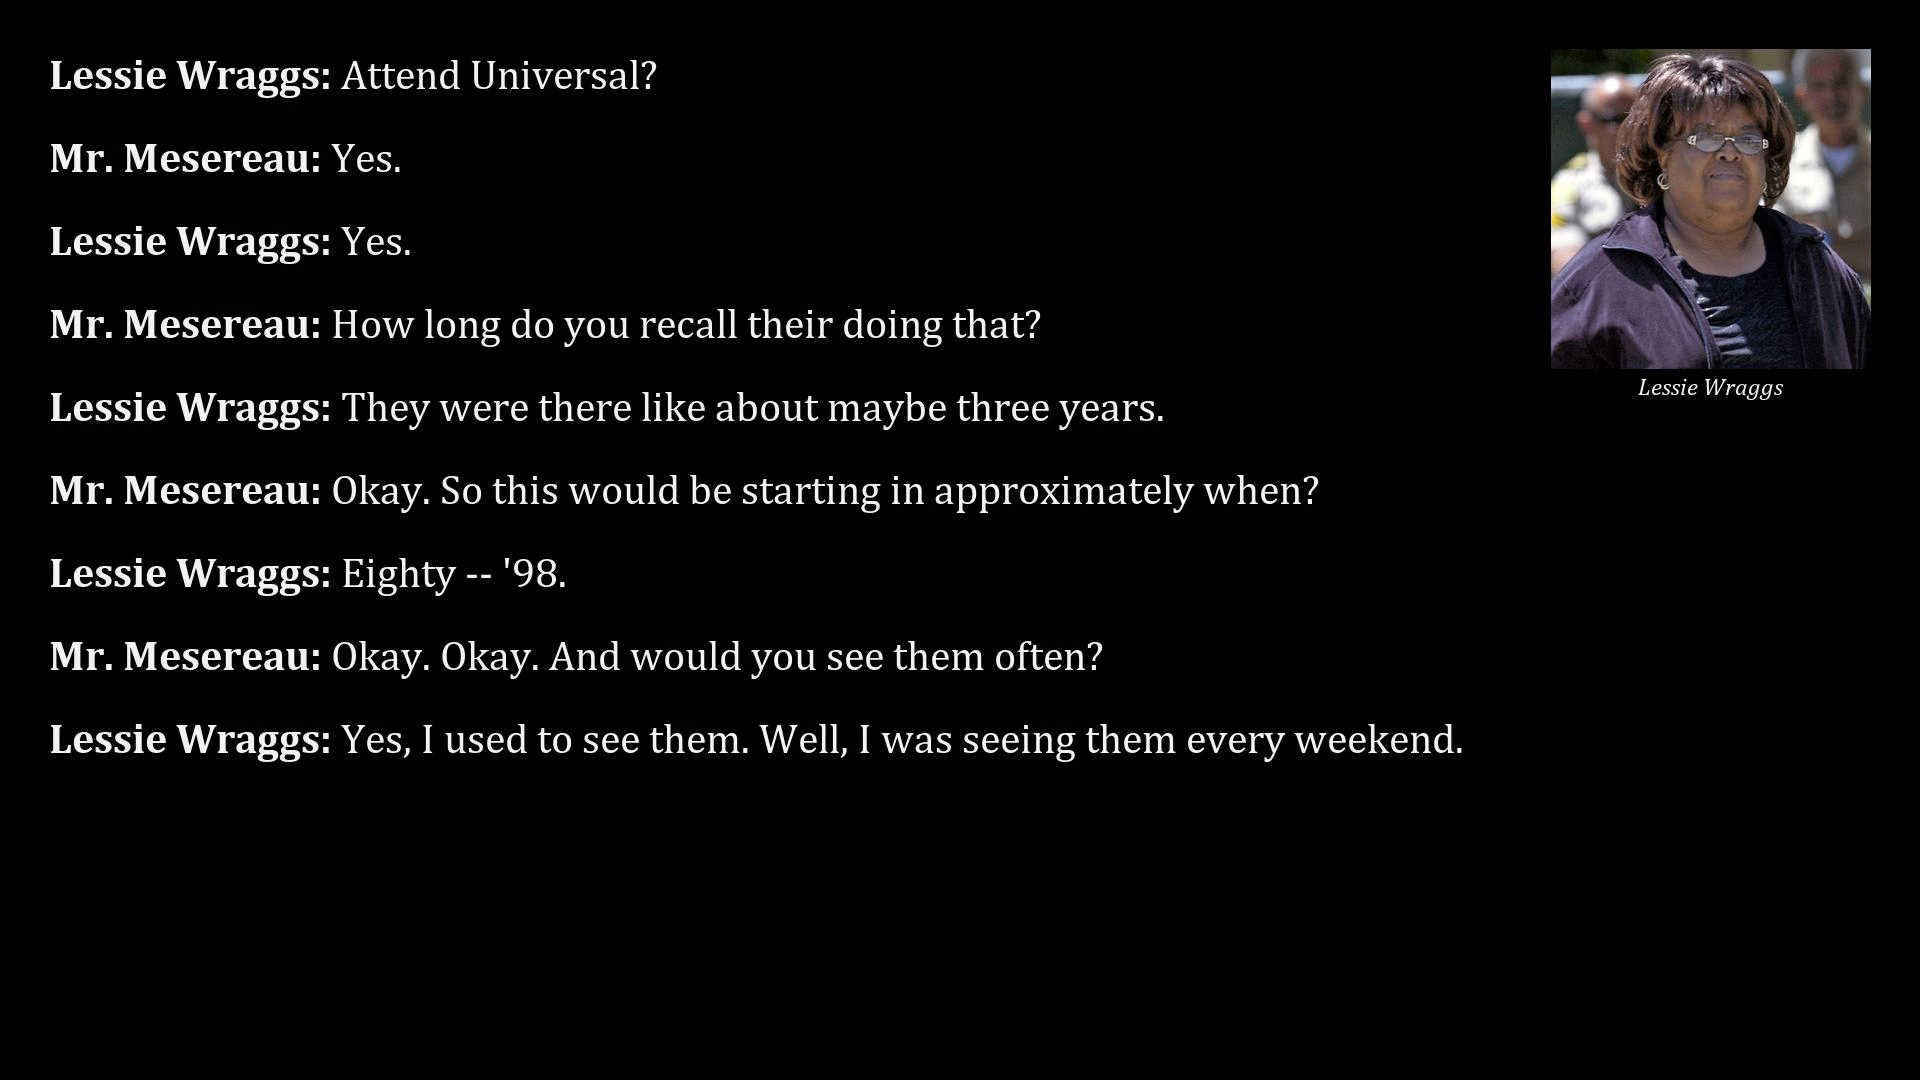 Lessie Wraggs: Attend Universal?
Mr. Mesereau: Yes.
Lessie Wraggs: Yes.
Mr. Mesereau: How long do you recall their doing that?
Lessie Wraggs: They were there like about maybe three years.
Mr. Mesereau: Okay. So this would be starting in approximately when?
Lessie Wraggs: Eighty -- '98.
Mr. Mesereau: Okay. Okay. And would you see them often?
Lessie Wraggs: Yes, I used to see them. Well, I was seeing them every weekend.
Lessie Wraggs